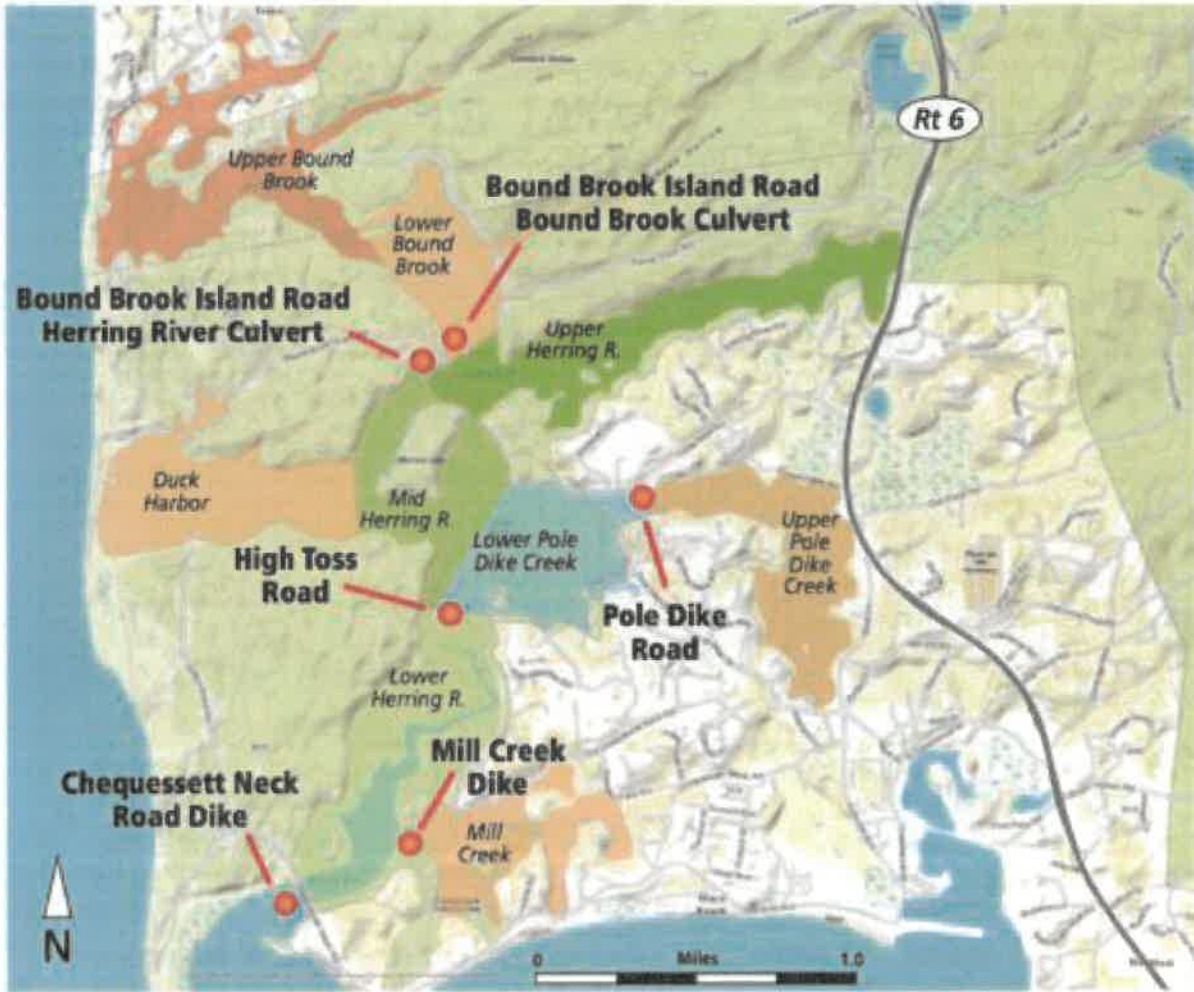 Rt 6
Upper Bound
Brook
Bound Brook Island Road
Bound Brook Culvert
Lower
Bound
Brook
Bound Brook Island Road
Herring River Culvert
Upper
Herring R.
Duck
Harbor
Mid
Herring R.
Lower Pole
Dike Creek
Upper
Pole
Dike
Creek
High Toss
Road
Pole Dike
Road
Lower
Herring R.
Mill Creek
Dike
Chequessett Neck
Road Dike
Mill
Creek
N
0 Miles 1.0